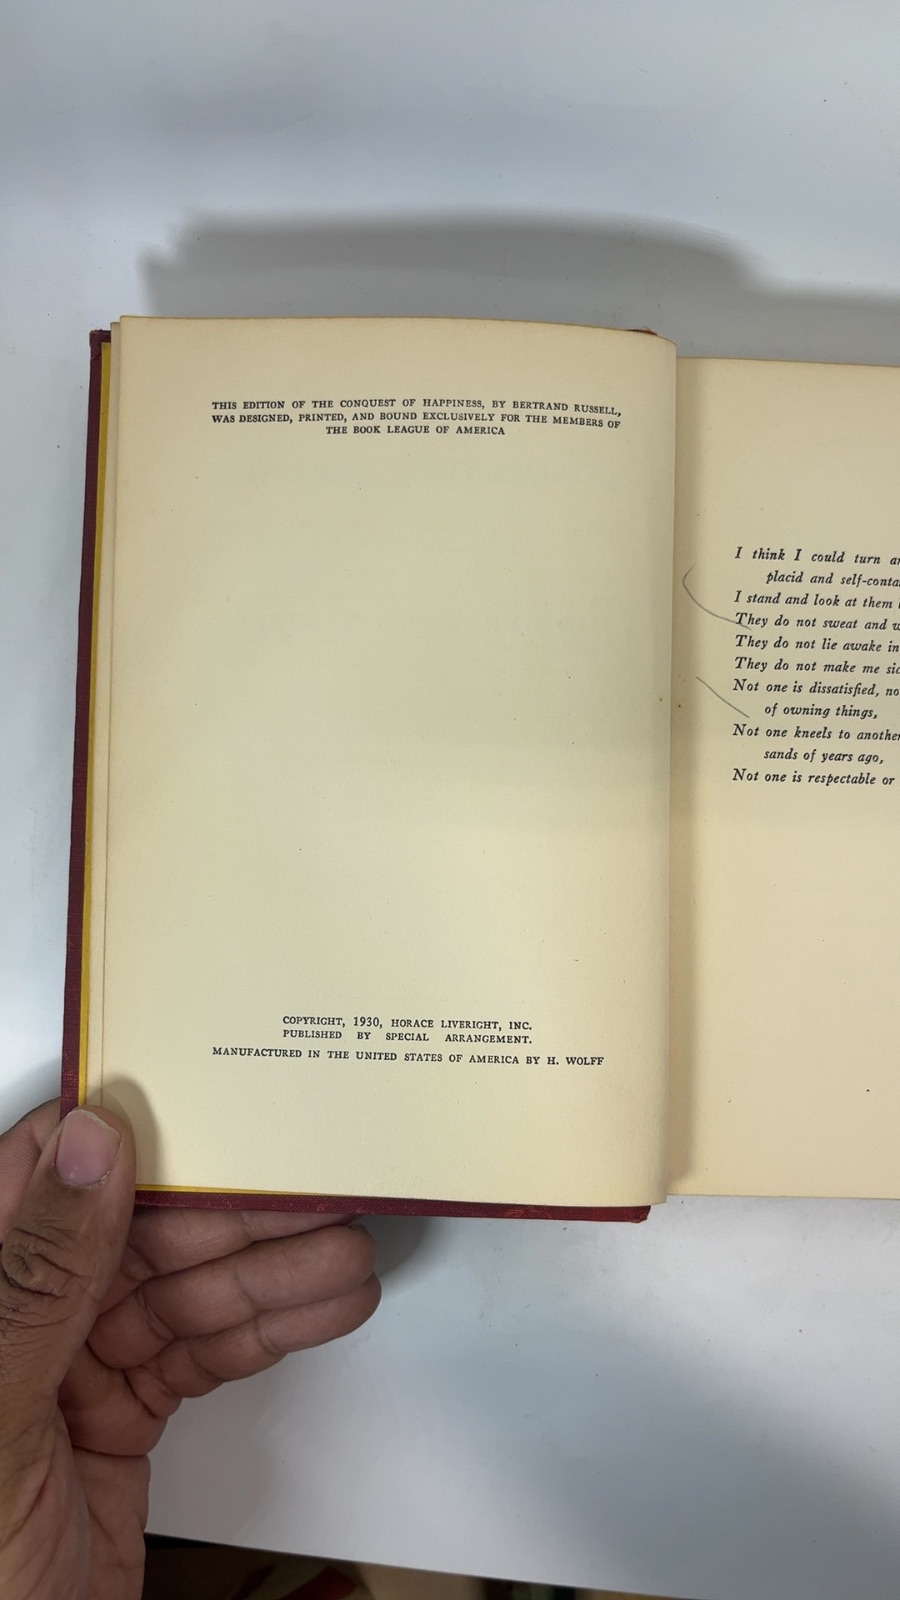 THIS EDITION OF THE CONQUEST OF HAPPINESS, BY BERTRAND RUSSELL,
WAS DESIGNED, PRINTED, AND BOUND EXCLUSIVELY FOR THE MEMBERS OF
THE BOOK LEAGUE OF AMERICA
COPYRIGHT, 1930, HORACE LIVERIGHT, INC.
PUBLISHED BY SPECIAL ARRANGEMENT.
MANUFACTURED IN THE UNITED STATES OF AMERICA BY H. WOLFF
I think I could turn
placid and
I stand and look at them
They do not sweat and
They do not lie awake in
They do not make me
Not one is dissatisfied,
of owning things,
Not one kneels to another
sands of years ago,
Not one is respectable or